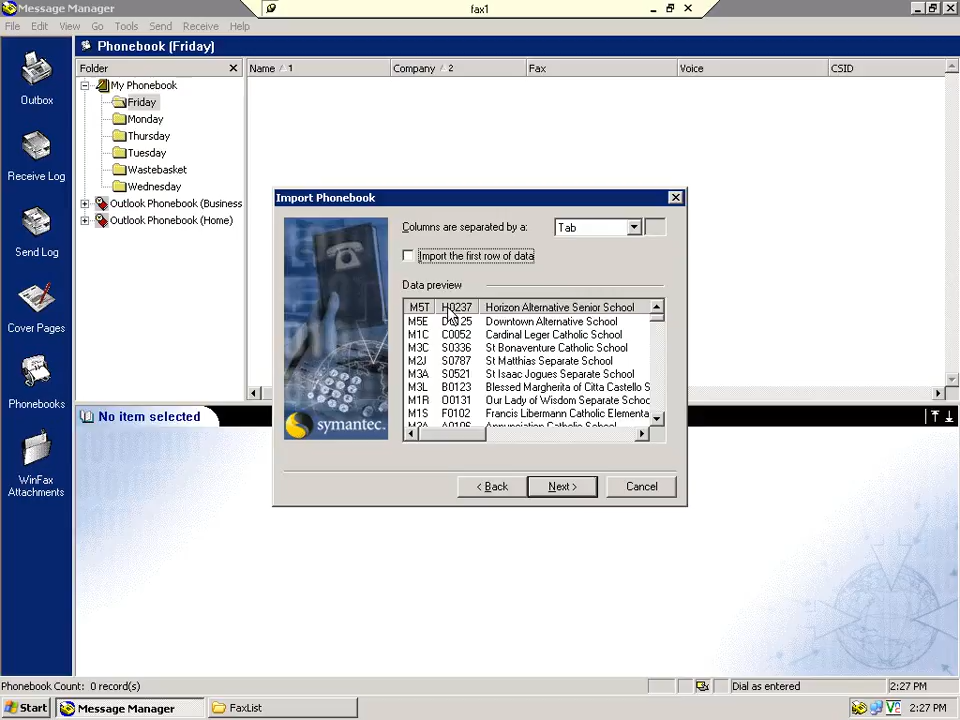 Message Manager
fax1
File Edit View Go Tools Send Receive Help
Phonebook (Friday)
Outbox
Receive Log
Send Log
Cover Pages
Phonebooks
WinFax
Attachments
Folder
My Phonebook
Friday
Monday
Thursday
Tuesday
Wastebasket
Wednesday
Outlook Phonebook (Business
Outlook Phonebook (Home)
Name 1 Company 2 Fax Voice CSID
Import Phonebook
Columns are separated by a: Tab
Import the first row of data
Data preview
M5T H0237 Horizon Alternative Senior School
M5E Downtown Alternative School
M1C C0052 Cardinal Leger Catholic School
M3C S0336 St Bonaventure Catholic School
M2J S0787 St Matthias Separate School
M3A S0521 St Isaac Jogues Separate School
M3L B0123 Blessed Margherita of Citta Castello S
M1R O0131 Our Lady of Wisdom Separate Schoo
M1S F0102 Francis Libermann Catholic Elementa
M3A A0106 Annunciation Catholic School
symantec.
< Back Next > Cancel
No item selected
Phonebook Count: 0 record(s)
Dial as entered
2:27 PM
Start
Message Manager
FaxList
2:27 PM